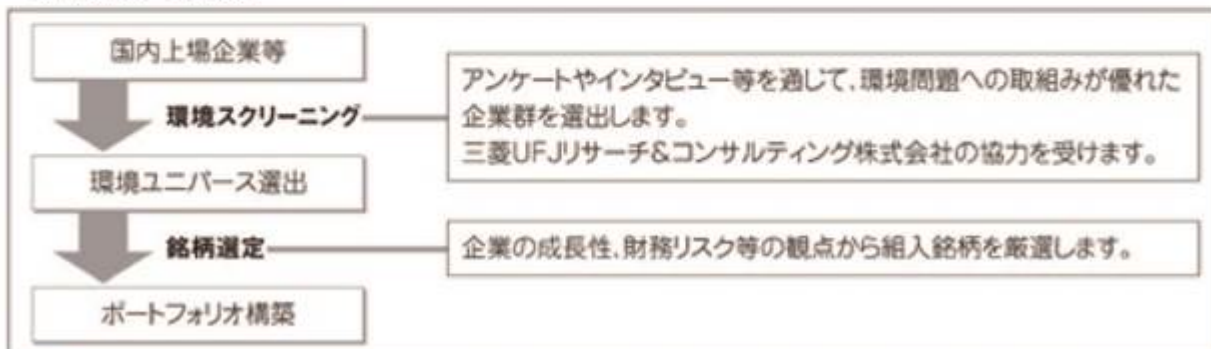 国内上場企業等
環境スクリーニング
アンケートやインタビュー等を通じて、環境問題への取組みが優れた
企業群を選出します。
三菱UFJリサーチ&コンサルティング株式会社の協力を受けます。
環境ユニバース選出
銘柄選定
企業の成長性、財務リスク等の観点から組入銘柄を厳選します。
ポートフォリオ構築